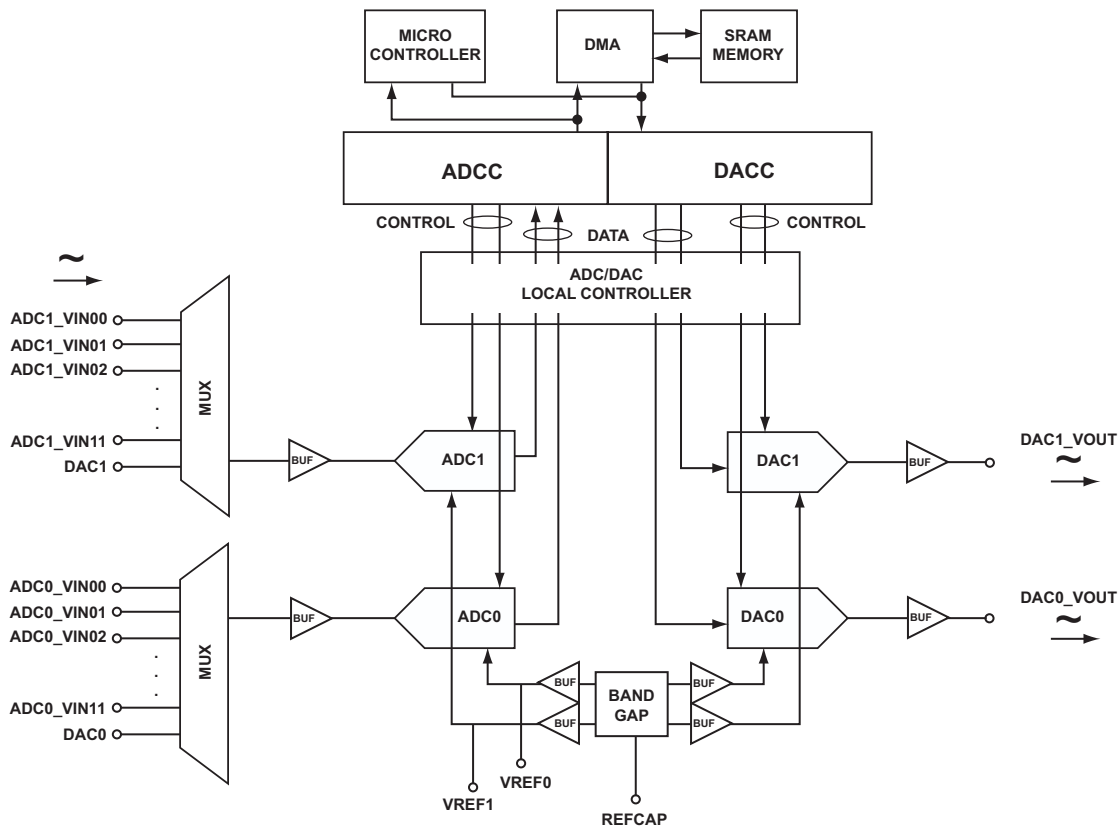 MICRO
CONTROLLER
DMA
SRAM
MEMORY
ADCC
DACC
CONTROL
DATA
CONTROL
ADC/DAC
LOCAL CONTROLLER
~
ADC1_VIN00
ADC1_VIN01
ADC1_VIN02
.
.
.
ADC1_VIN11
DAC1
MUX
BUF
ADC1
DAC1
BUF
DAC1_VOUT
~
ADC0_VIN00
ADC0_VIN01
ADC0_VIN02
.
.
.
ADC0_VIN11
DAC0
MUX
BUF
ADC0
DAC0
BUF
DAC0_VOUT
~
BUF
BUF
BAND
GAP
BUF
BUF
VREF0
VREF1
REFCAP